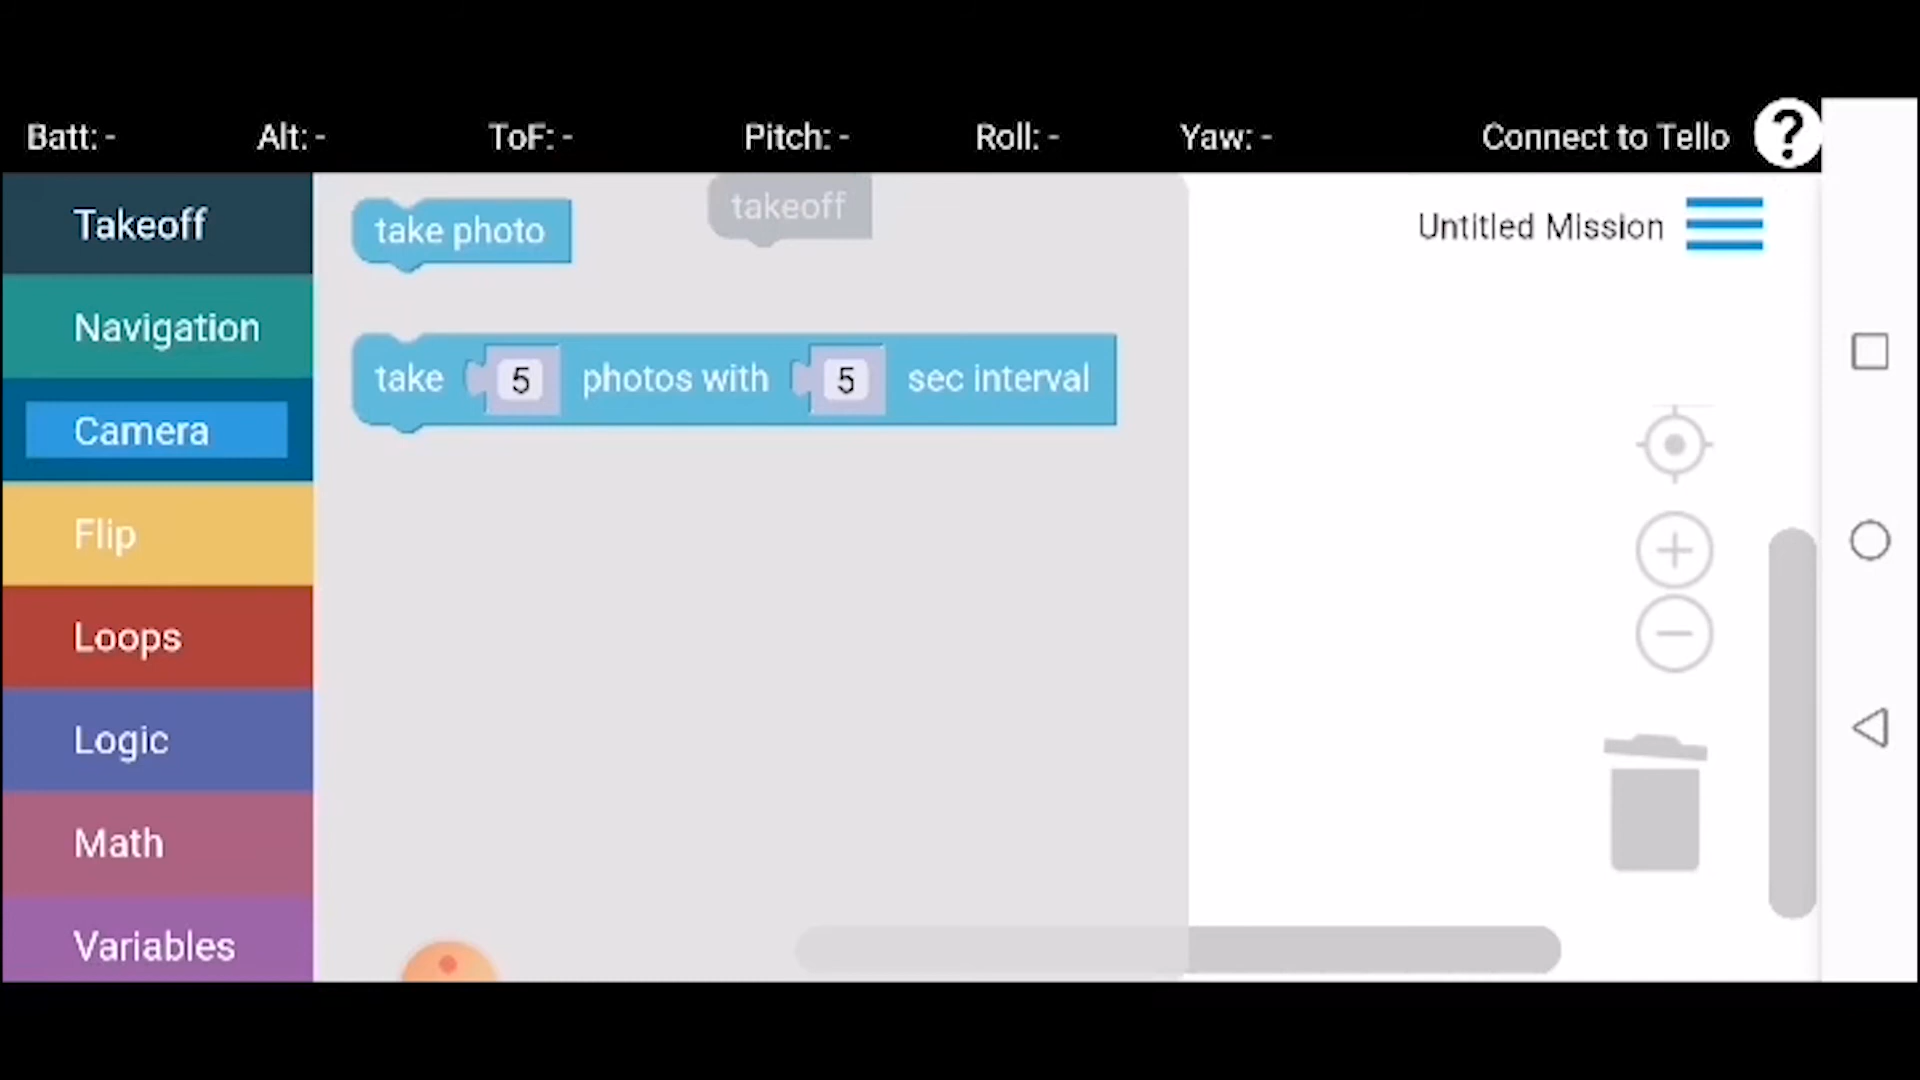 Batt: - Alt: - ToF: - Pitch: - Roll: - Yaw: - Connect to Tello ?
Untitled Mission
Takeoff
Navigation
Camera
Flip
Loops
Logic
Math
Variables
takeoff
take photo
take 5 photos with 5 sec interval